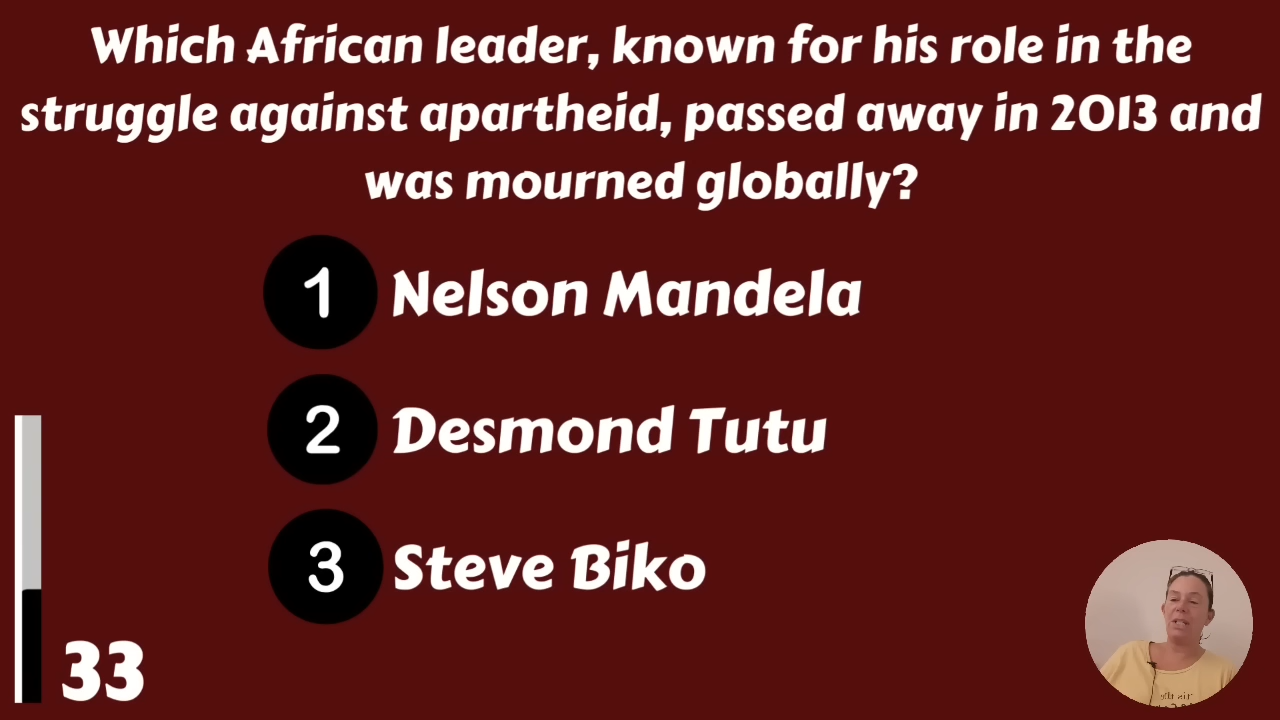 Which African leader, known for his role in the
struggle against apartheid, passed away in 2013 and
was mourned globally?
1 Nelson Mandela
2 Desmond Tutu
3 Steve Biko
33